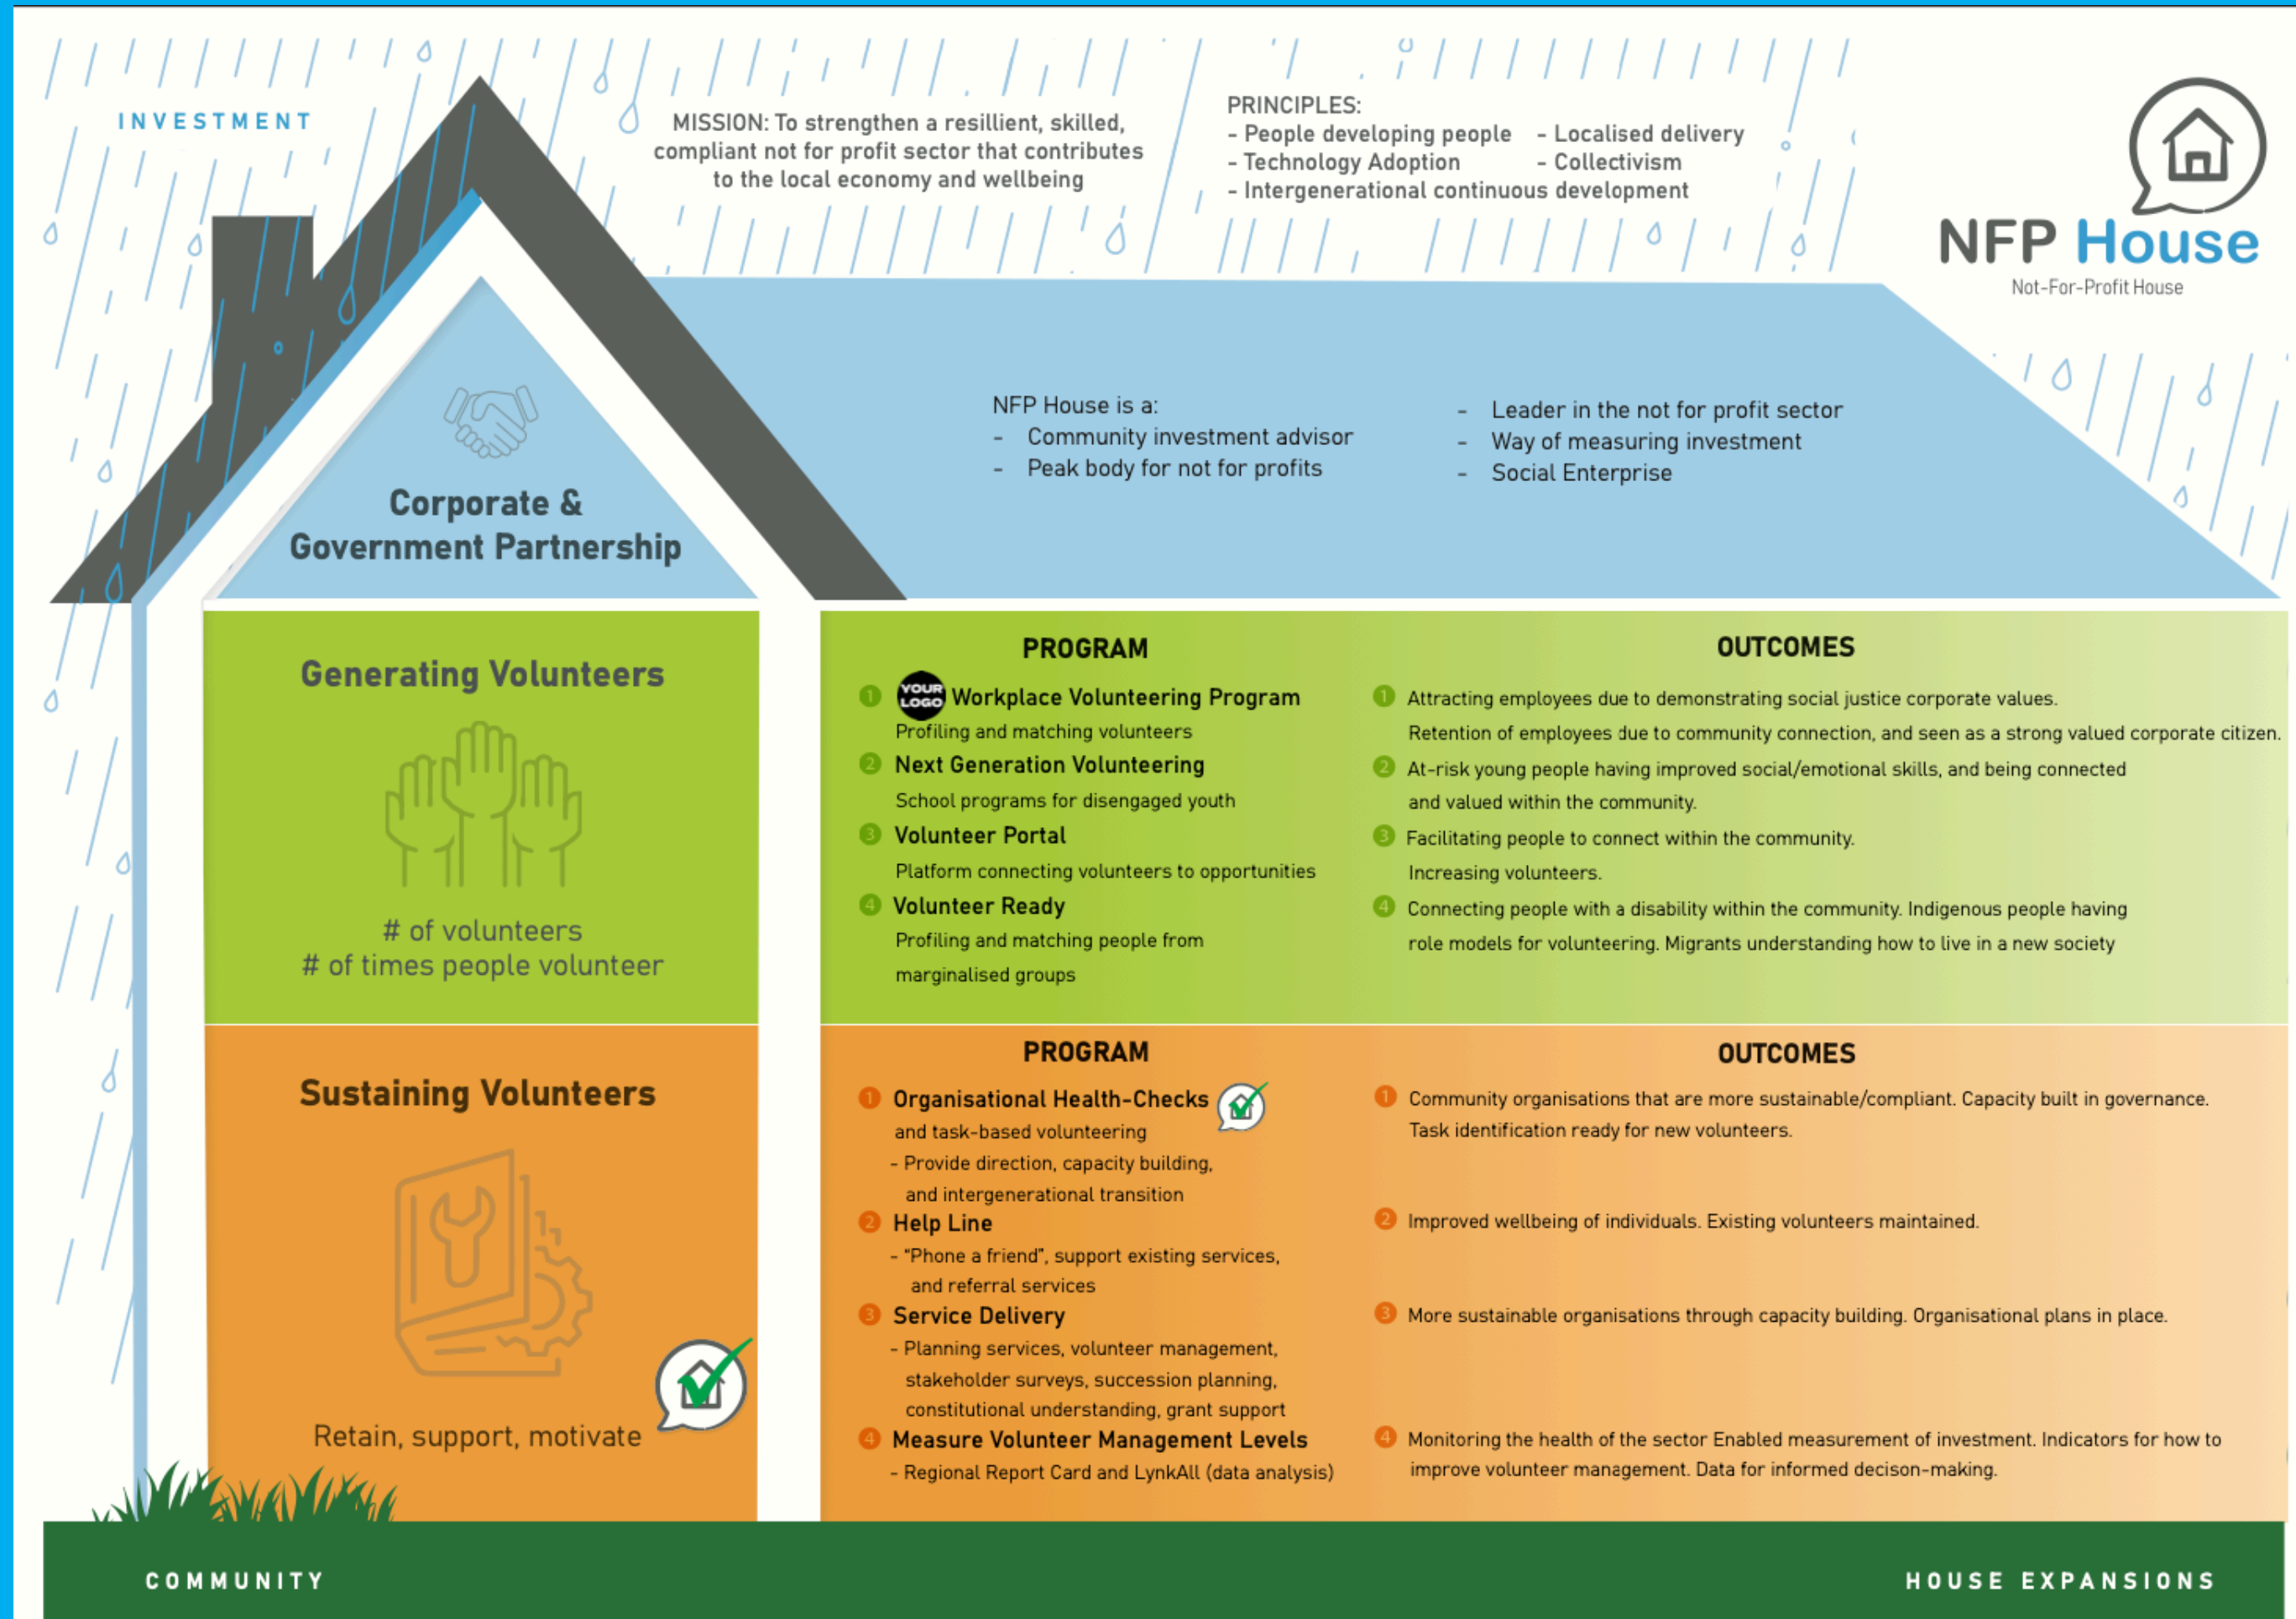 INVESTMENT
MISSION: To strengthen a resillient, skilled,
compliant not for profit sector that contributes
to the local economy and wellbeing
PRINCIPLES:
- People developing people - Localised delivery
- Technology Adoption - Collectivism
- Intergenerational continuous development
NFP House
Not-For-Profit House
Corporate &
Government Partnership
NFP House is a:
- Community investment advisor
- Peak body for not for profits
- Leader in the not for profit sector
- Way of measuring investment
- Social Enterprise
Generating Volunteers
# of volunteers
# of times people volunteer
PROGRAM
1 YOUR LOGO Workplace Volunteering Program
Profiling and matching volunteers
2 Next Generation Volunteering
School programs for disengaged youth
3 Volunteer Portal
Platform connecting volunteers to opportunities
4 Volunteer Ready
Profiling and matching people from
marginalised groups
OUTCOMES
1 Attracting employees due to demonstrating social justice corporate values.
Retention of employees due to community connection, and seen as a strong valued corporate citizen.
2 At-risk young people having improved social/emotional skills, and being connected
and valued within the community.
3 Facilitating people to connect within the community.
Increasing volunteers.
4 Connecting people with a disability within the community. Indigenous people having
role models for volunteering. Migrants understanding how to live in a new society
Sustaining Volunteers
Retain, support, motivate
PROGRAM
1 Organisational Health-Checks
and task-based volunteering
- Provide direction, capacity building,
and intergenerational transition
2 Help Line
- "Phone a friend", support existing services,
and referral services
3 Service Delivery
- Planning services, volunteer management,
stakeholder surveys, succession planning,
constitutional understanding, grant support
4 Measure Volunteer Management Levels
- Regional Report Card and LynkAll (data analysis)
OUTCOMES
1 Community organisations that are more sustainable/compliant. Capacity built in governance.
Task identification ready for new volunteers.
2 Improved wellbeing of individuals. Existing volunteers maintained.
3 More sustainable organisations through capacity building. Organisational plans in place.
4 Monitoring the health of the sector Enabled measurement of investment. Indicators for how to
improve volunteer management. Data for informed decison-making.
COMMUNITY
HOUSE EXPANSIONS